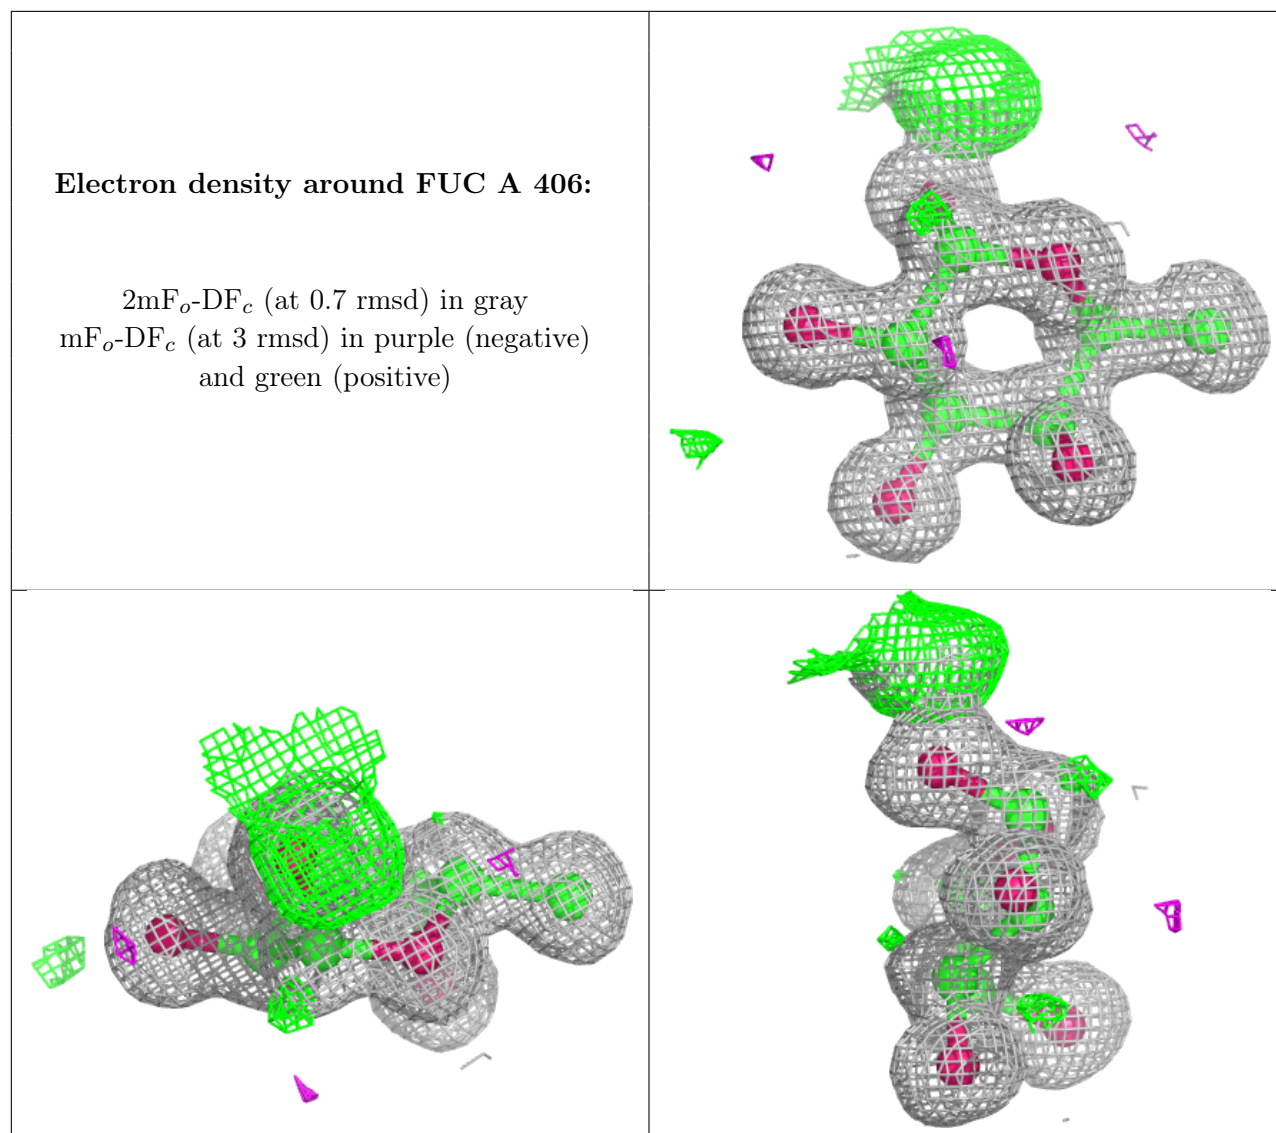 Electron density around FUC A 406:
2mFo-DFc (at 0.7 rmsd) in gray
mFo-DFc (at 3 rmsd) in purple (negative)
and green (positive)